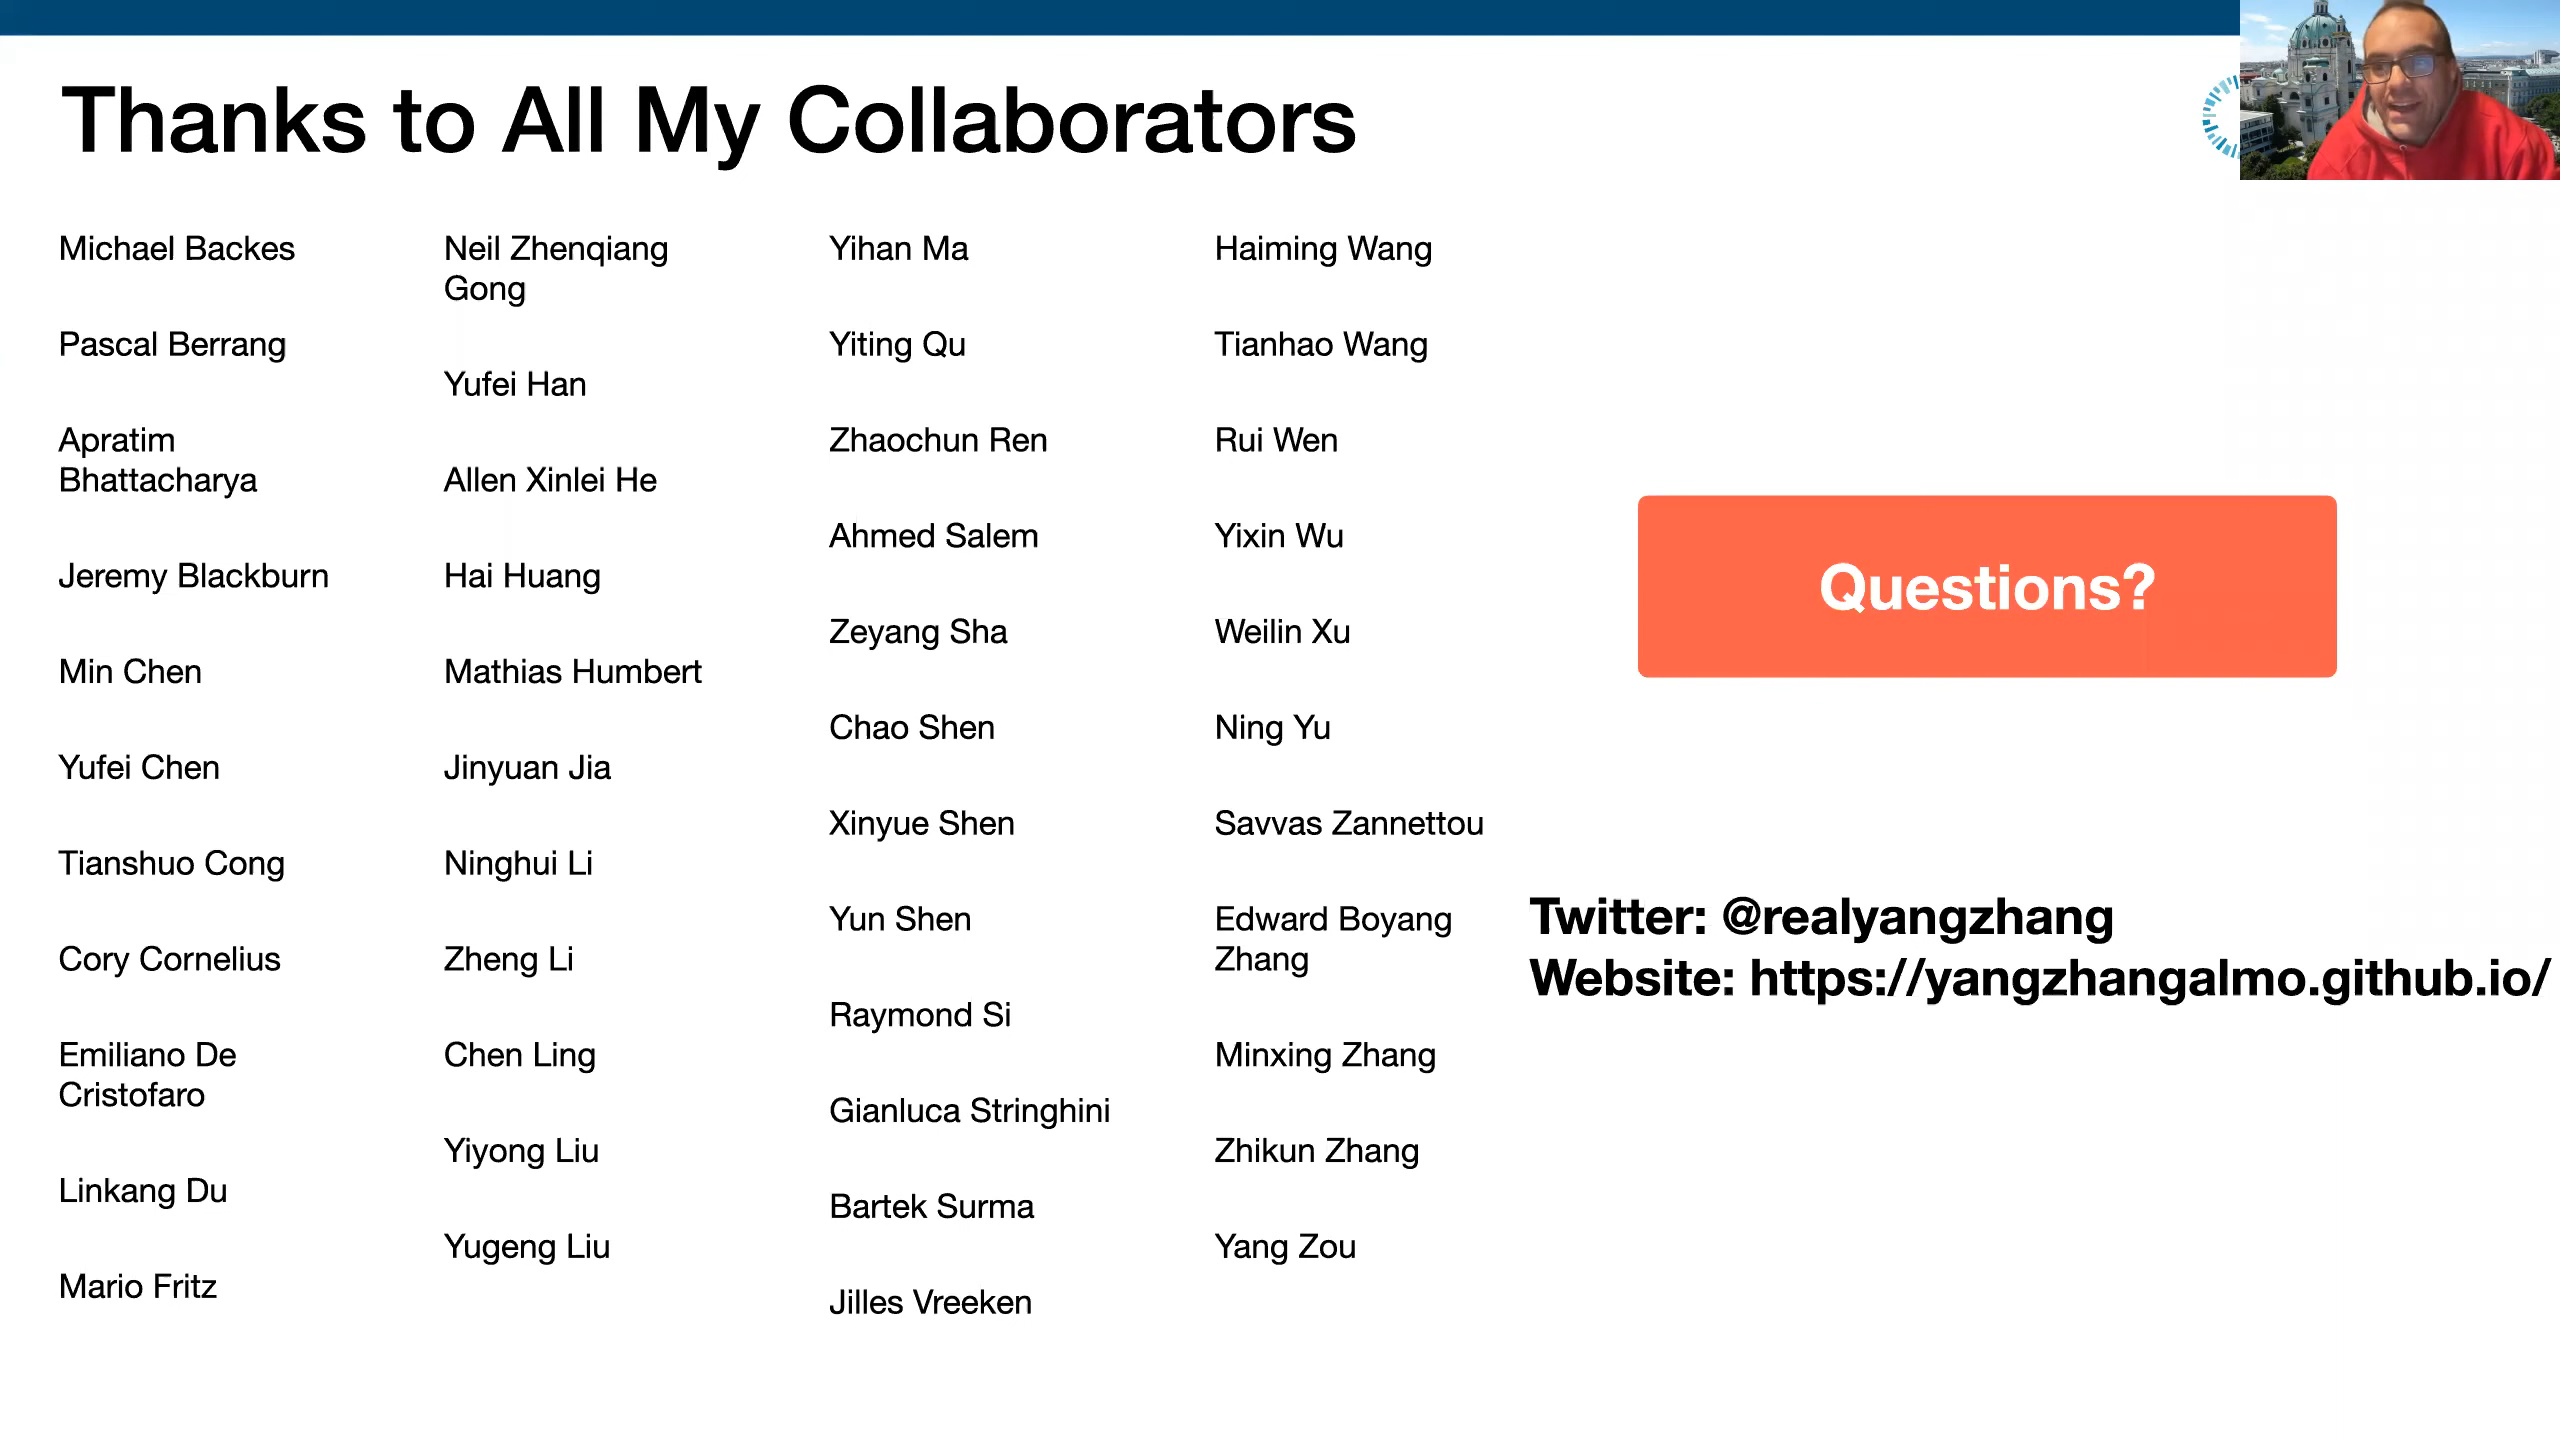 Thanks to All My Collaborators
Michael Backes
Pascal Berrang
Apratim
Bhattacharya
Jeremy Blackburn
Min Chen
Yufei Chen
Tianshuo Cong
Cory Cornelius
Emiliano De
Cristofaro
Linkang Du
Mario Fritz
Neil Zhenqiang
Gong
Yufei Han
Allen Xinlei He
Hai Huang
Mathias Humbert
Jinyuan Jia
Ninghui Li
Zheng Li
Chen Ling
Yiyong Liu
Yugeng Liu
Yihan Ma
Yiting Qu
Zhaochun Ren
Ahmed Salem
Zeyang Sha
Chao Shen
Xinyue Shen
Yun Shen
Raymond Si
Gianluca Stringhini
Bartek Surma
Jilles Vreeken
Haiming Wang
Tianhao Wang
Rui Wen
Yixin Wu
Weilin Xu
Ning Yu
Savvas Zannettou
Edward Boyang
Zhang
Minxing Zhang
Zhikun Zhang
Yang Zou
Questions?
Twitter: @realyangzhang
Website: https://yangzhangalmo.github.io/